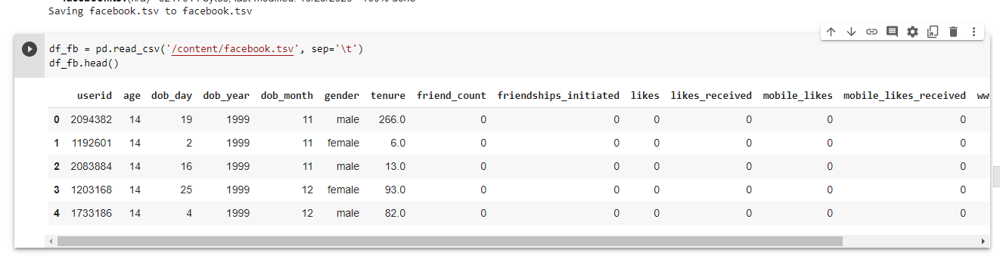 Saving facebook.tsv to facebook.tsv
df_fb = pd.read_csv('/content/facebook.tsv', sep='\t')
df_fb.head()
userid age dob_day dob_year dob_month gender tenure friend_count friendships_initiated likes likes_received mobile_likes mobile_likes_received ww
0 2094382 14 19 1999 11 male 266.0 0 0 0 0 0 0
1 1192601 14 2 1999 11 female 6.0 0 0 0 0 0 0
2 2083884 14 16 1999 11 male 13.0 0 0 0 0 0 0
3 1203168 14 25 1999 12 female 93.0 0 0 0 0 0 0
4 1733186 14 4 1999 12 male 82.0 0 0 0 0 0 0